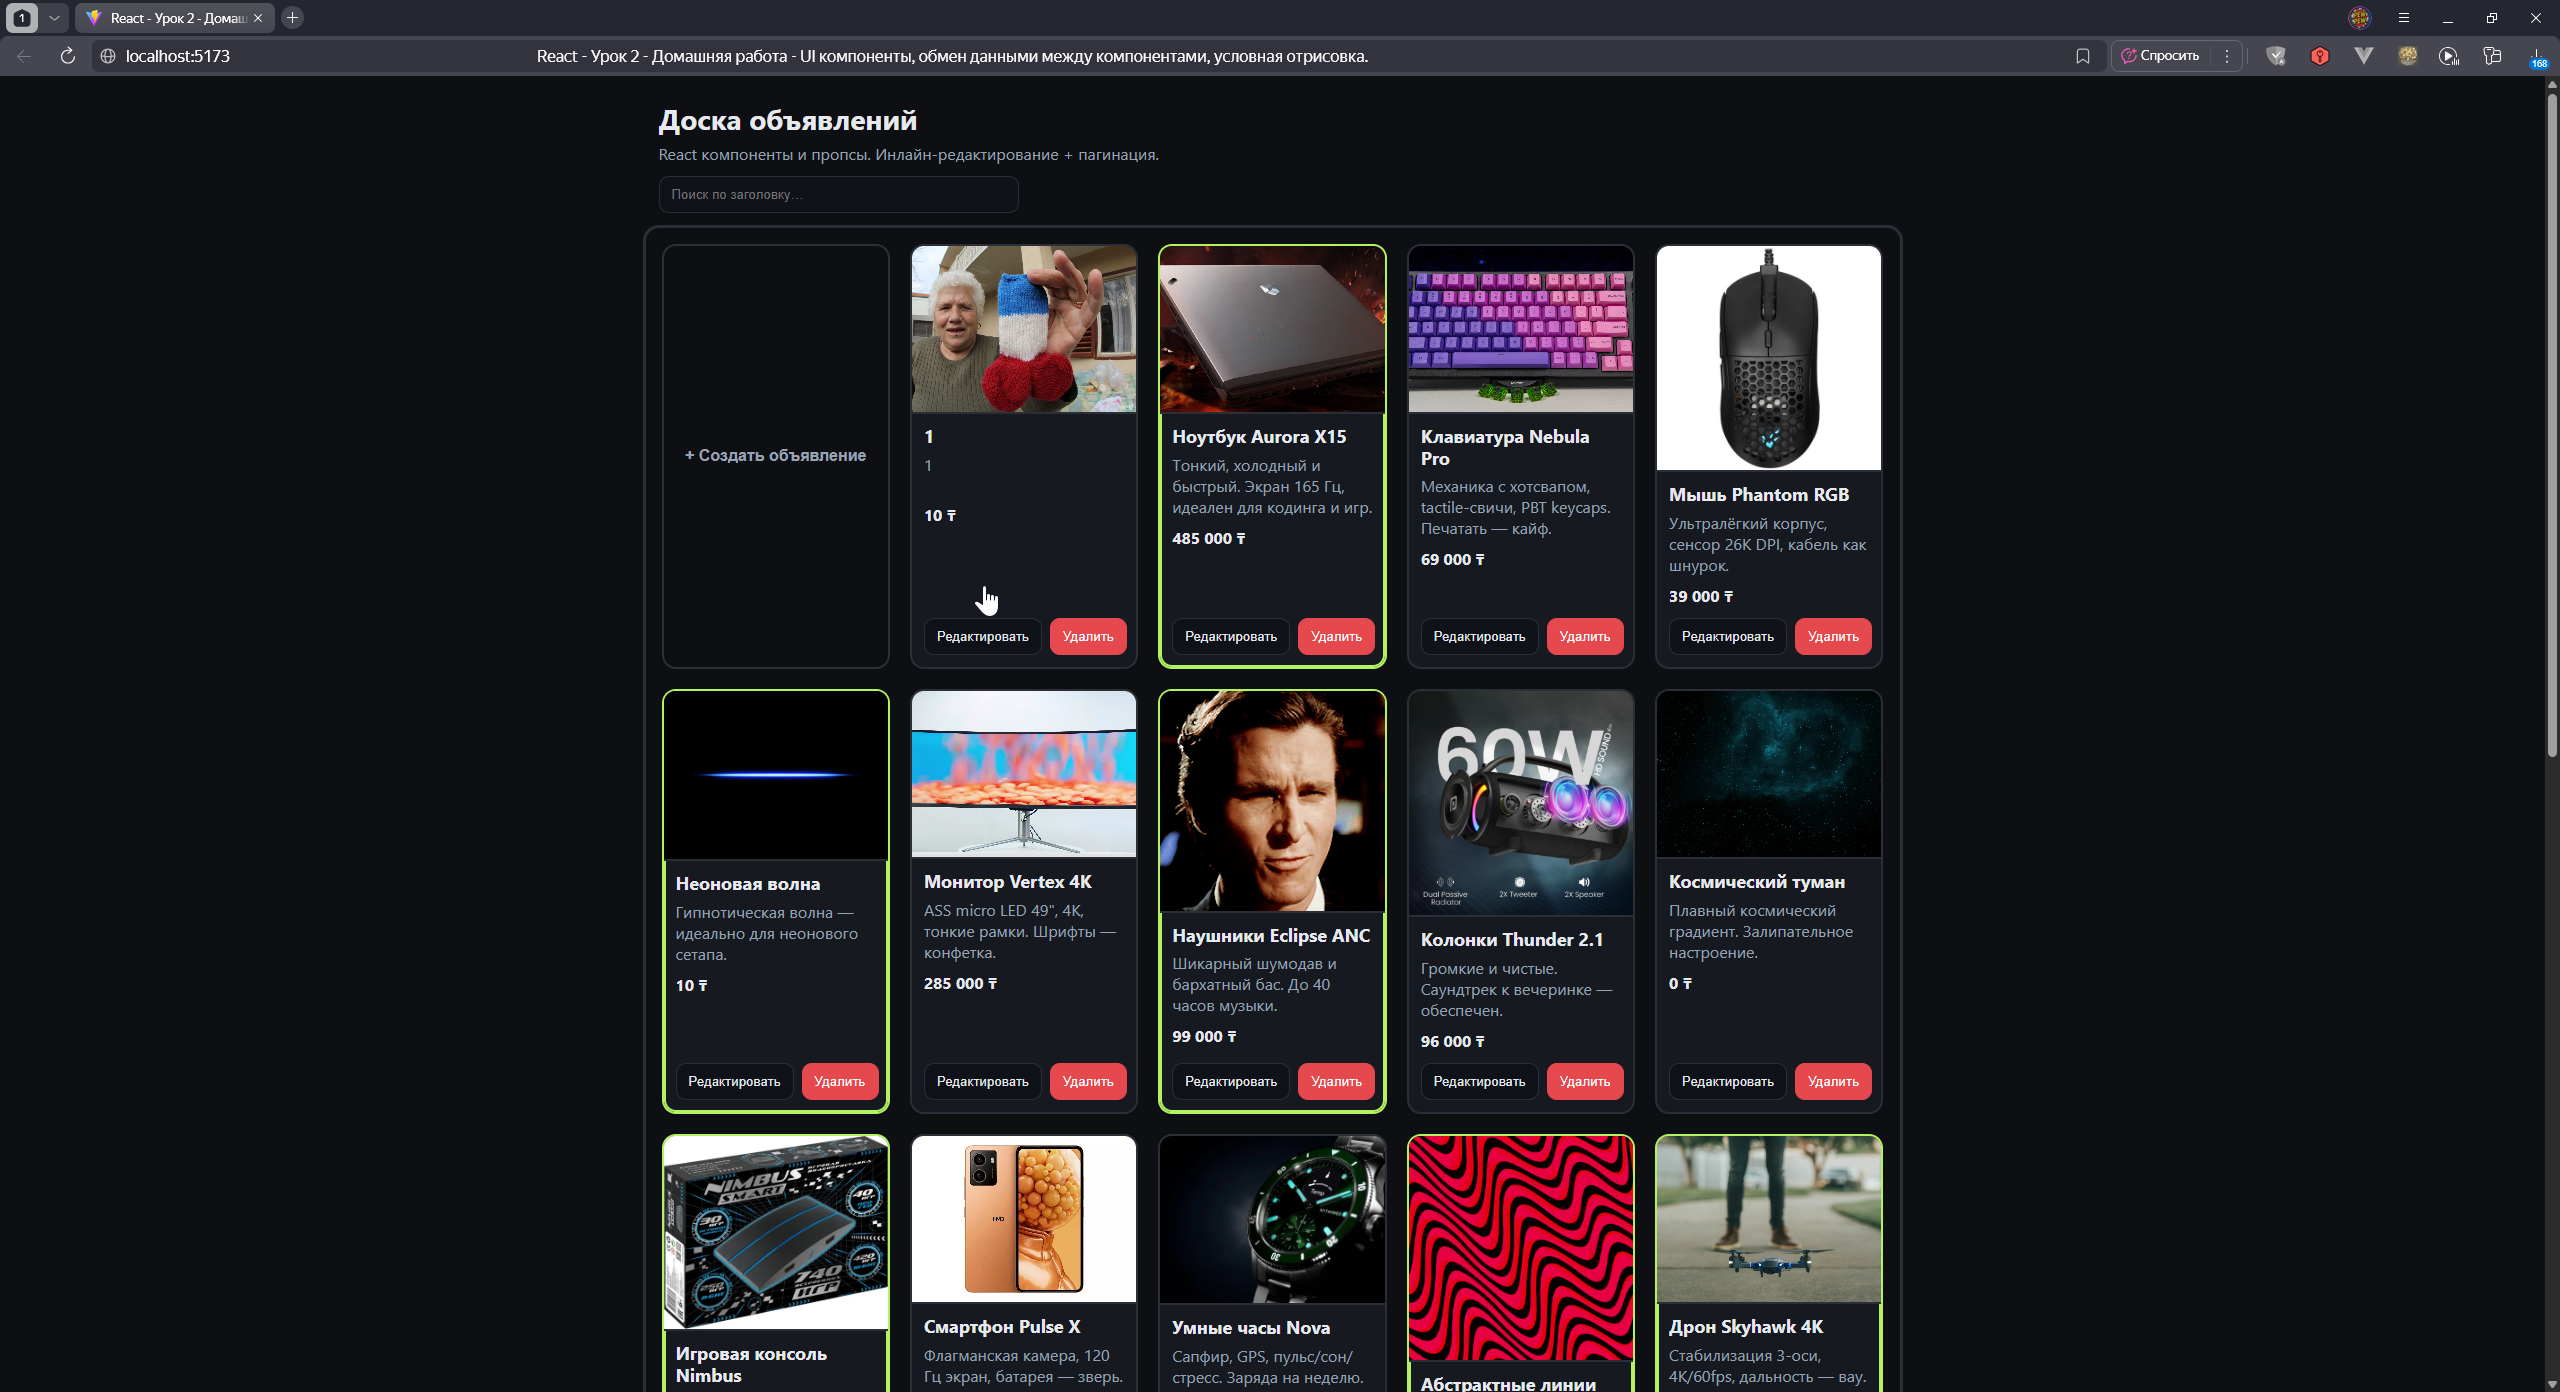 1
React - Урок 2 - Домаш
localhost:5173
React - Урок 2 - Домашняя работа - UI компоненты, обмен данными между компонентами, условная отрисовка.
Спросить
168
Доска объявлений
React компоненты и пропсы. Инлайн-редактирование + пагинация.
Поиск по заголовку...
+ Создать объявление
1
1
10 ₸
Редактировать
Удалить
Ноутбук Aurora X15
Тонкий, холодный и
быстрый. Экран 165 Гц,
идеален для кодинга и игр.
485 000 ₸
Редактировать
Удалить
Клавиатура Nebula
Pro
Механика с хотсвапом,
tactile-свичи, PBT keycaps.
Печатать — кайф.
69 000 ₸
Редактировать
Удалить
Мышь Phantom RGB
Ультралёгкий корпус,
сенсор 26K DPI, кабель как
шнурок.
39 000 ₸
Редактировать
Удалить
Неоновая волна
Гипнотическая волна —
идеально для неонового
сетапа.
10 ₸
Редактировать
Удалить
Монитор Vertex 4K
ASS micro LED 49", 4K,
тонкие рамки. Шрифты —
конфетка.
285 000 ₸
Редактировать
Удалить
Наушники Eclipse ANC
Шикарный шумодав и
бархатный бас. До 40
часов музыки.
99 000 ₸
Редактировать
Удалить
60W
HD SOUND
Dual Passive
Radiator
2X Tweeter
2X Speaker
Колонки Thunder 2.1
Громкие и чистые.
Саундтрек к вечеринке —
обеспечен.
96 000 ₸
Редактировать
Удалить
Космический туман
Плавный космический
градиент. Залипательное
настроение.
0 ₸
Редактировать
Удалить
NIMBUS
SMART
740
ИГР
Игровая консоль
Nimbus
Смартфон Pulse X
Флагманская камера, 120
Гц экран, батарея — зверь.
Умные часы Nova
Сапфир, GPS, пульс/сон/
стресс. Заряда на неделю.
Абстрактные линии
Дрон Skyhawk 4K
Стабилизация 3-оси,
4K/60fps, дальность — вау.